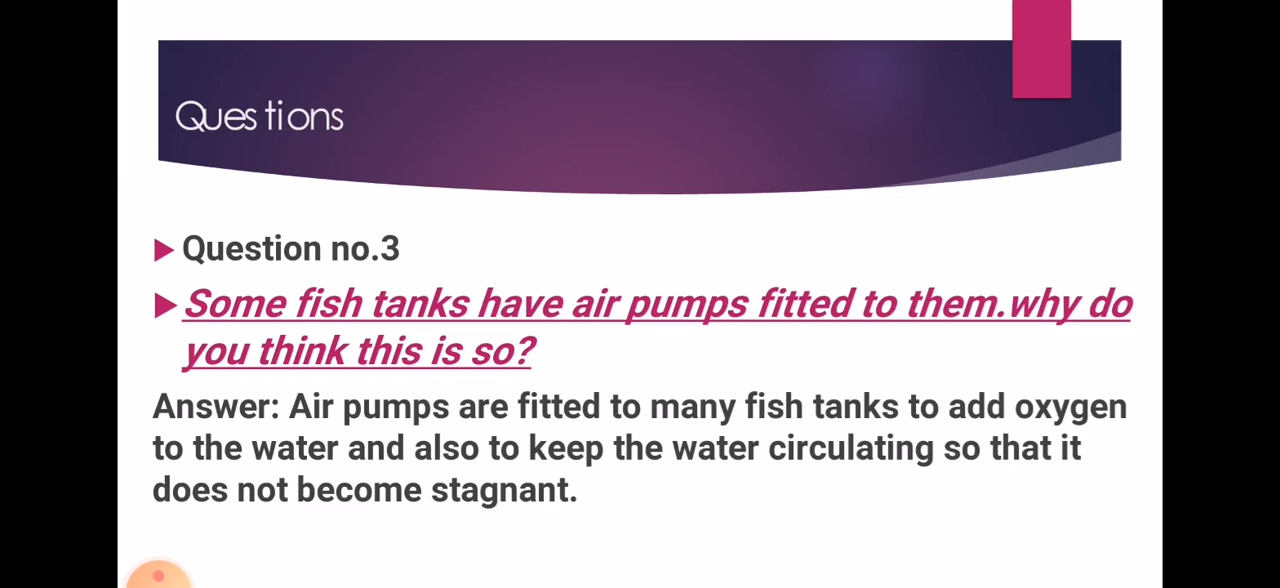 Questions
Question no.3
Some fish tanks have air pumps fitted to them.why do
you think this is so?
Answer: Air pumps are fitted to many fish tanks to add oxygen
to the water and also to keep the water circulating so that it
does not become stagnant.